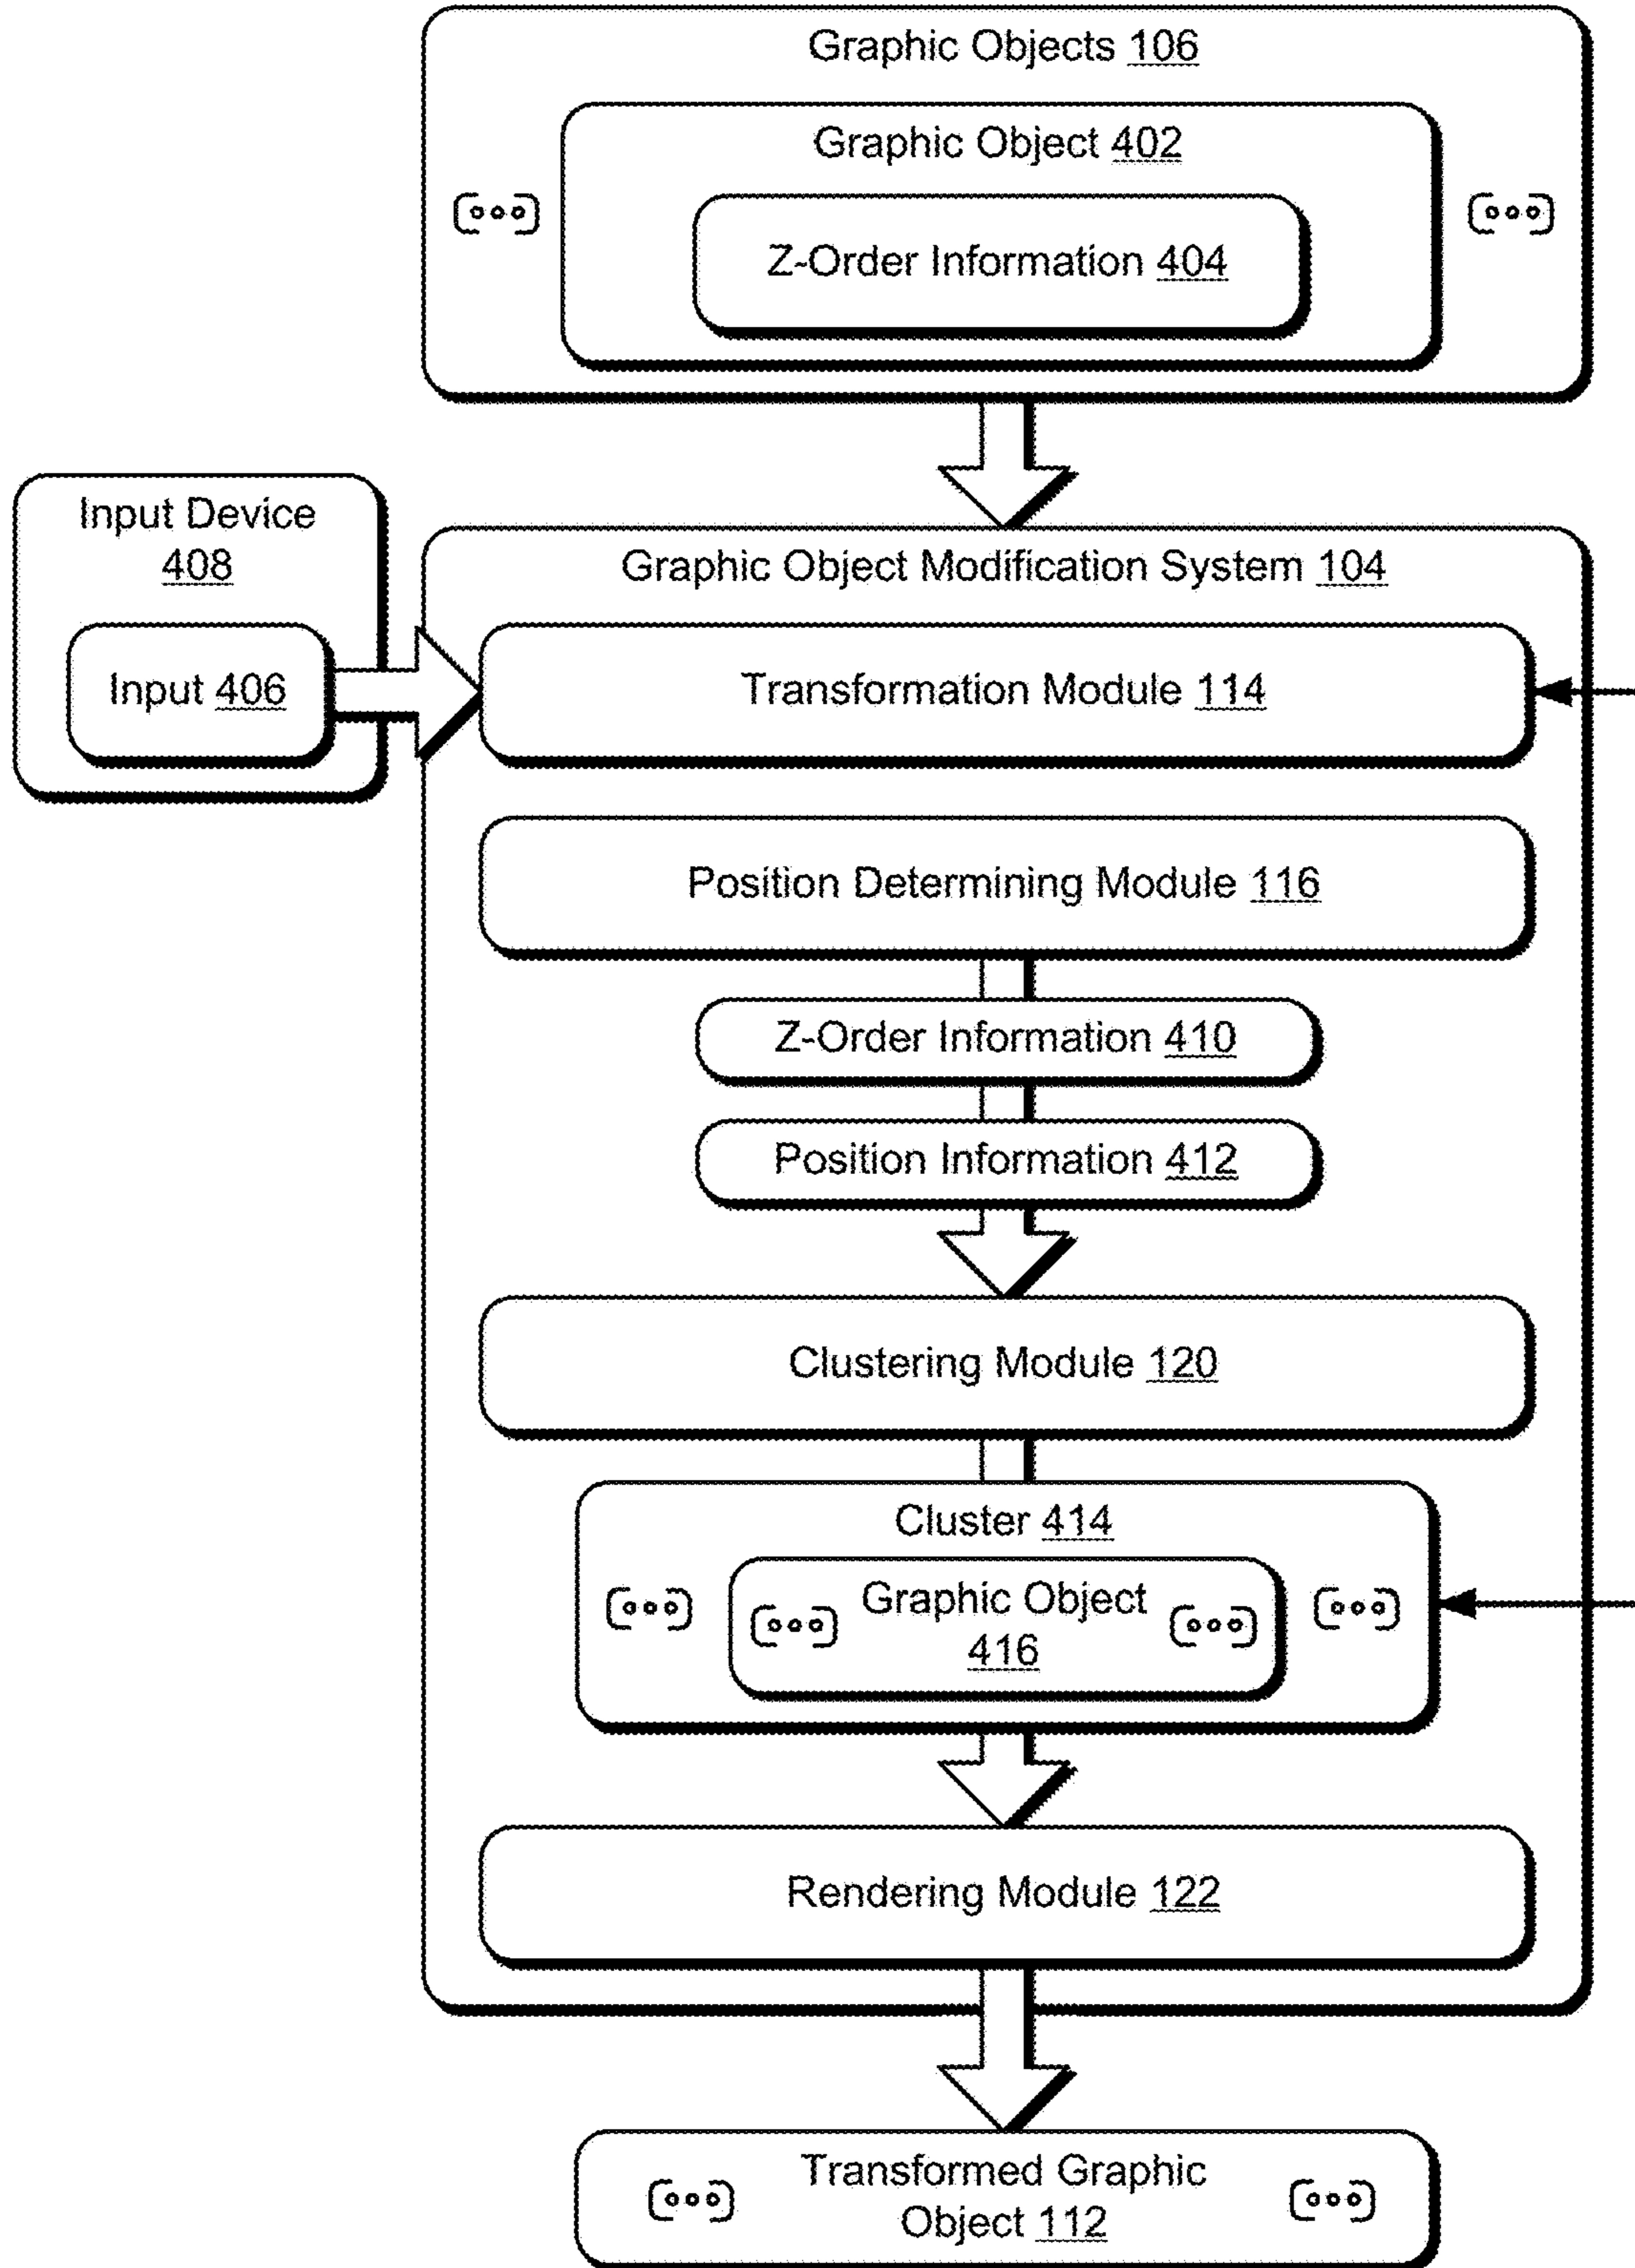 Graphic Objects 106
Graphic Object 402
Z-Order Information 404
Input Device
408
Input 406
Graphic Object Modification System 104
Transformation Module 114
Position Determining Module 116
Z-Order Information 410
Position Information 412
Clustering Module 120
Cluster 414
Graphic Object
416
Rendering Module 122
Transformed Graphic
Object 112